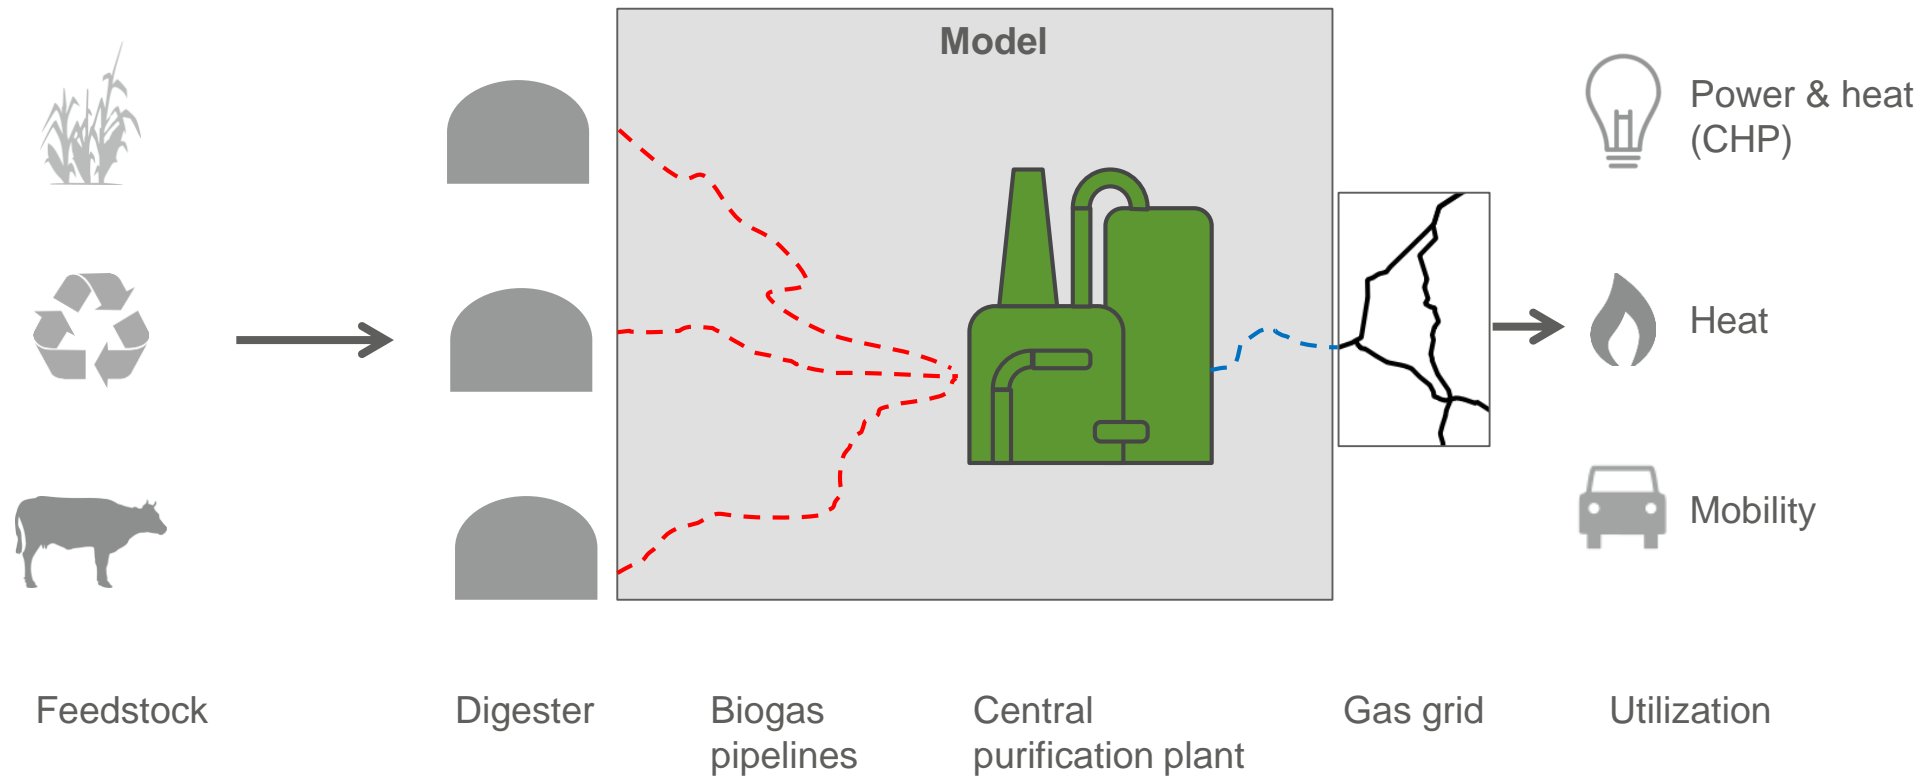 Model
Power & heat
(CHP)
Heat
Mobility
Feedstock
Digester
Biogas
pipelines
Central
purification plant
Gas grid
Utilization